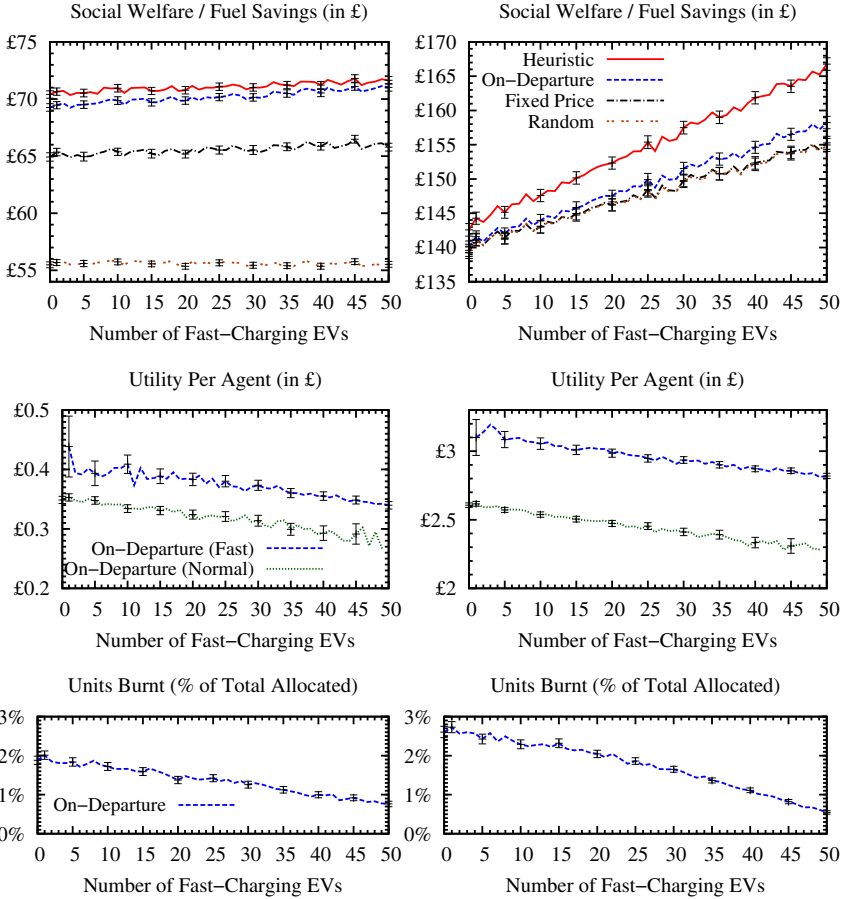 Social Welfare / Fuel Savings (in £)
£75
£70
£65
£60
£55
0 5 10 15 20 25 30 35 40 45 50
Number of Fast−Charging EVs
Social Welfare / Fuel Savings (in £)
£170
£165
£160
£155
£150
£145
£140
£135
Heuristic
On−Departure
Fixed Price
Random
0 5 10 15 20 25 30 35 40 45 50
Number of Fast−Charging EVs
Utility Per Agent (in £)
£0.5
£0.4
£0.3
£0.2
On−Departure (Fast)
On−Departure (Normal)
0 5 10 15 20 25 30 35 40 45 50
Number of Fast−Charging EVs
Utility Per Agent (in £)
£3
£2.5
£2
0 5 10 15 20 25 30 35 40 45 50
Number of Fast−Charging EVs
Units Burnt (% of Total Allocated)
3%
2%
1%
0%
On−Departure
0 5 10 15 20 25 30 35 40 45 50
Number of Fast−Charging EVs
Units Burnt (% of Total Allocated)
3%
2%
1%
0%
0 5 10 15 20 25 30 35 40 45 50
Number of Fast−Charging EVs